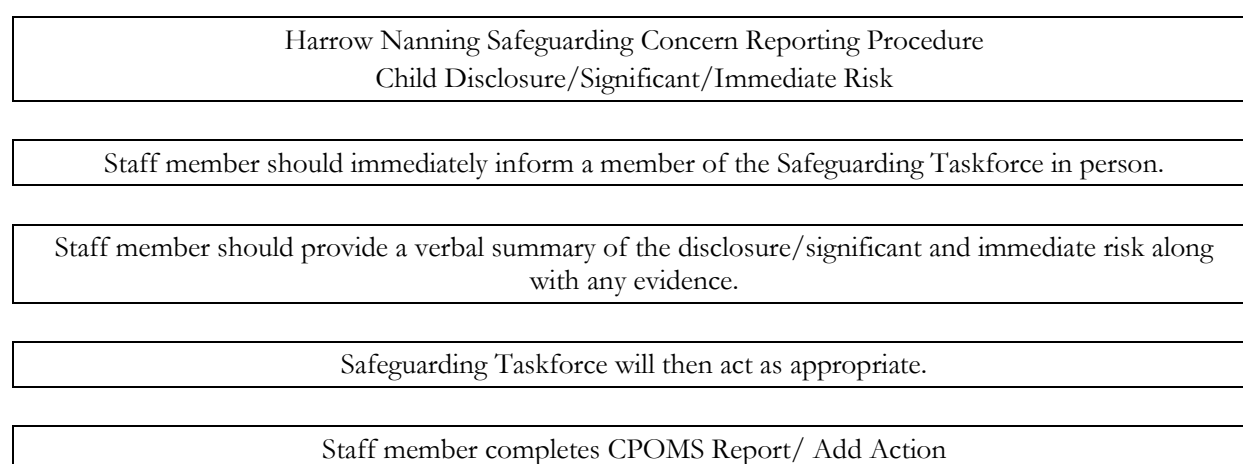 Harrow Nanning Safeguarding Concern Reporting Procedure
Child Disclosure/Significant/Immediate Risk
Staff member should immediately inform a member of the Safeguarding Taskforce in person.
Staff member should provide a verbal summary of the disclosure/significant and immediate risk along
with any evidence.
Safeguarding Taskforce will then act as appropriate.
Staff member completes CPOMS Report/ Add Action